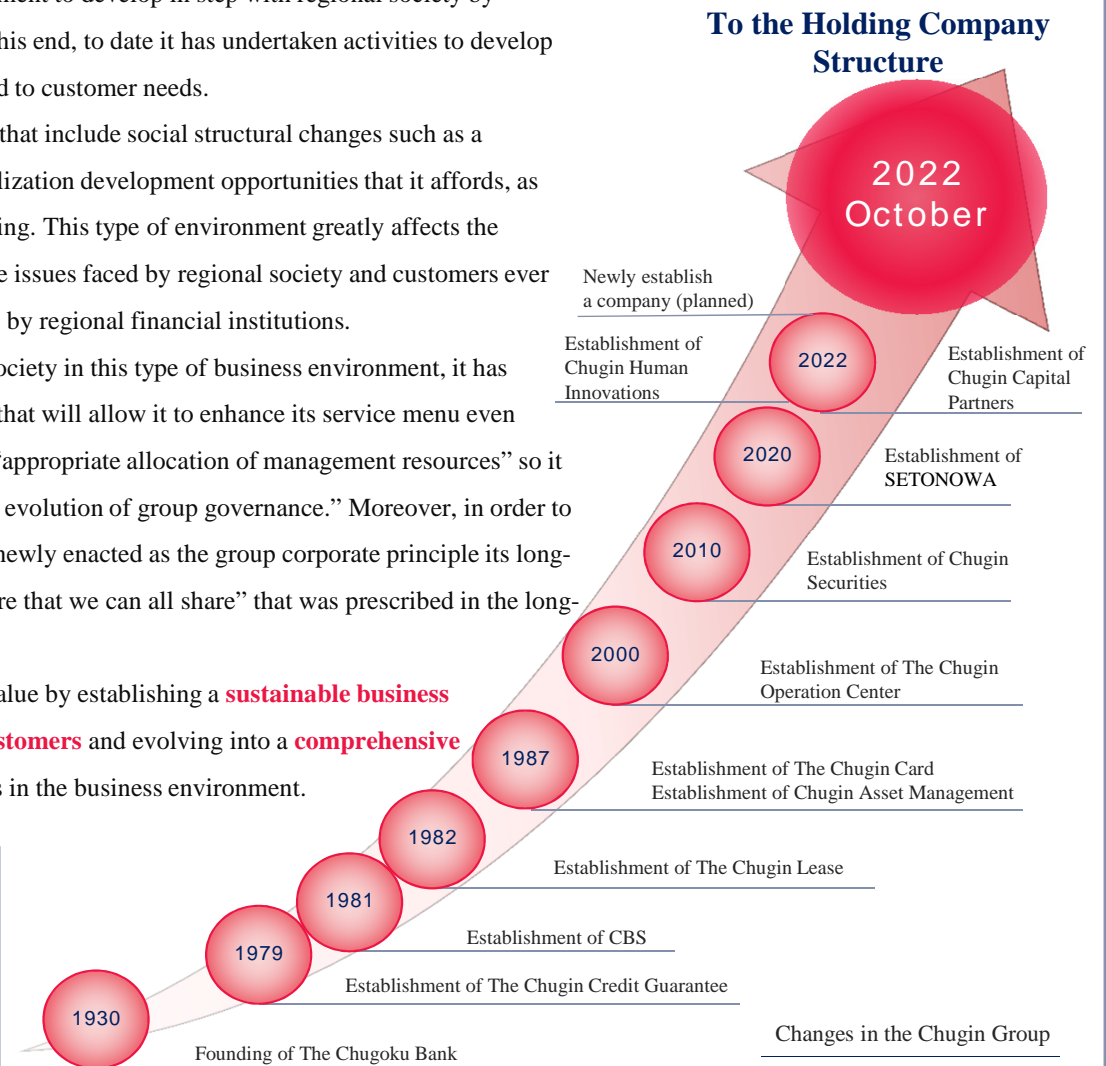 ment to develop in step with regional society by
his end, to date it has undertaken activities to develop
d to customer needs.
that include social structural changes such as a
lization development opportunities that it affords, as
ing. This type of environment greatly affects the
e issues faced by regional society and customers ever
by regional financial institutions.
ociety in this type of business environment, it has
that will allow it to enhance its service menu even
“appropriate allocation of management resources” so it
evolution of group governance.” Moreover, in order to
newly enacted as the group corporate principle its long-
re that we can all share” that was prescribed in the long-
alue by establishing a sustainable business
stomers and evolving into a comprehensive
s in the business environment.
To the Holding Company
Structure
2022
October
Newly establish
a company (planned)
2022
Establishment of
Chugin Human
Innovations
Establishment of
Chugin Capital
Partners
2020
Establishment of
SETONOWA
2010
Establishment of Chugin
Securities
2000
Establishment of The Chugin
Operation Center
1987
Establishment of The Chugin Card
Establishment of Chugin Asset Management
1982
Establishment of The Chugin Lease
1981
Establishment of CBS
1979
Establishment of The Chugin Credit Guarantee
1930
Founding of The Chugoku Bank
Changes in the Chugin Group